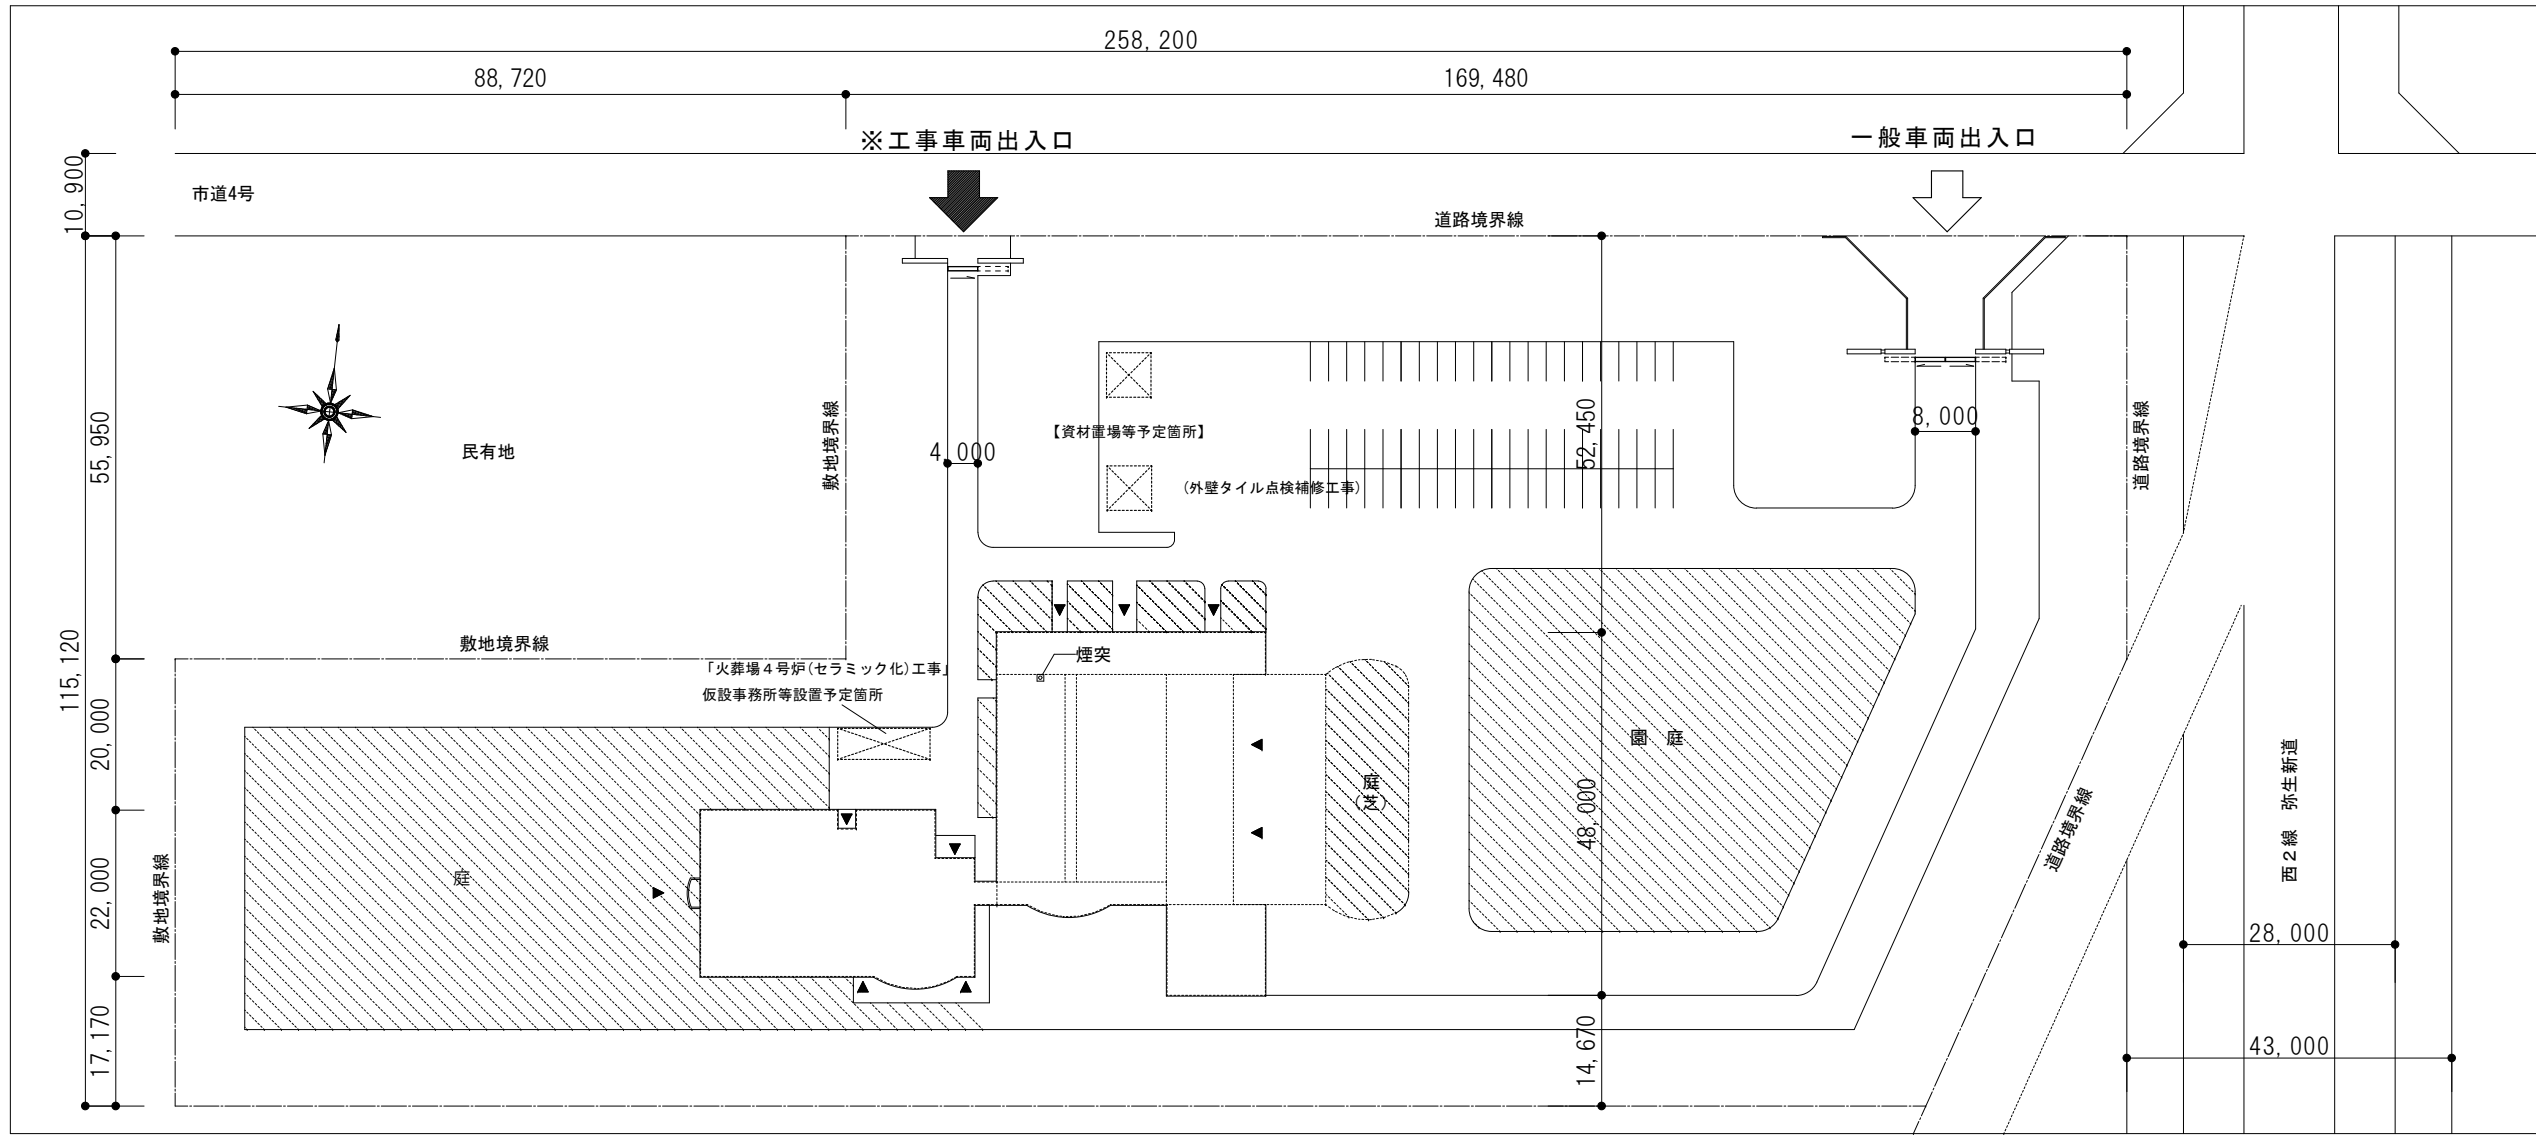 258,200
88,720
169,480
※工事車両出入口
一般車両出入口
10,900
市道4号
道路境界線
55,950
民有地
敷地境界線
【資材置場等予定箇所】
4,000
(外壁タイル点検補修工事)
52,450
8,000
道路境界線
115,120
敷地境界線
「火葬場４号炉(セラミック化)工事」
仮設事務所等設置予定箇所
煙突
20,000
園 庭
庭
(芝)
48,000
西２線 弥生新道
道路境界線
22,000
敷地境界線
庭
28,000
17,170
14,670
43,000